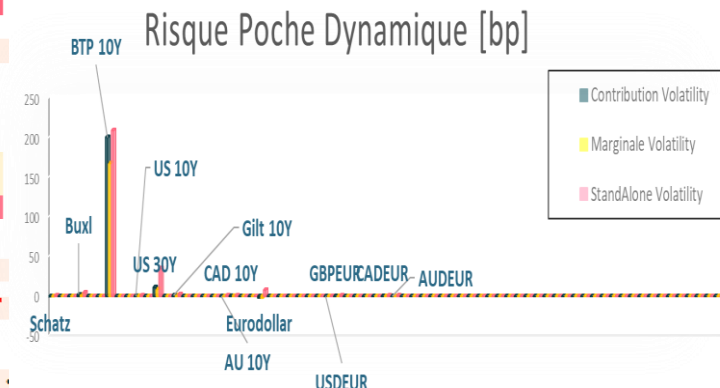 Risque Poche Dynamique [bp]
BTP 10Y
250
200
150
100
50
0
-50
Contribution Volatility
Marginale Volatility
StandAlone Volatility
US 10Y
Buxl
Gilt 10Y
US 30Y
CAD 10Y
GBPEUR
CADEUR
AUDEUR
Schatz
Eurodollar
AU 10Y
USDEUR